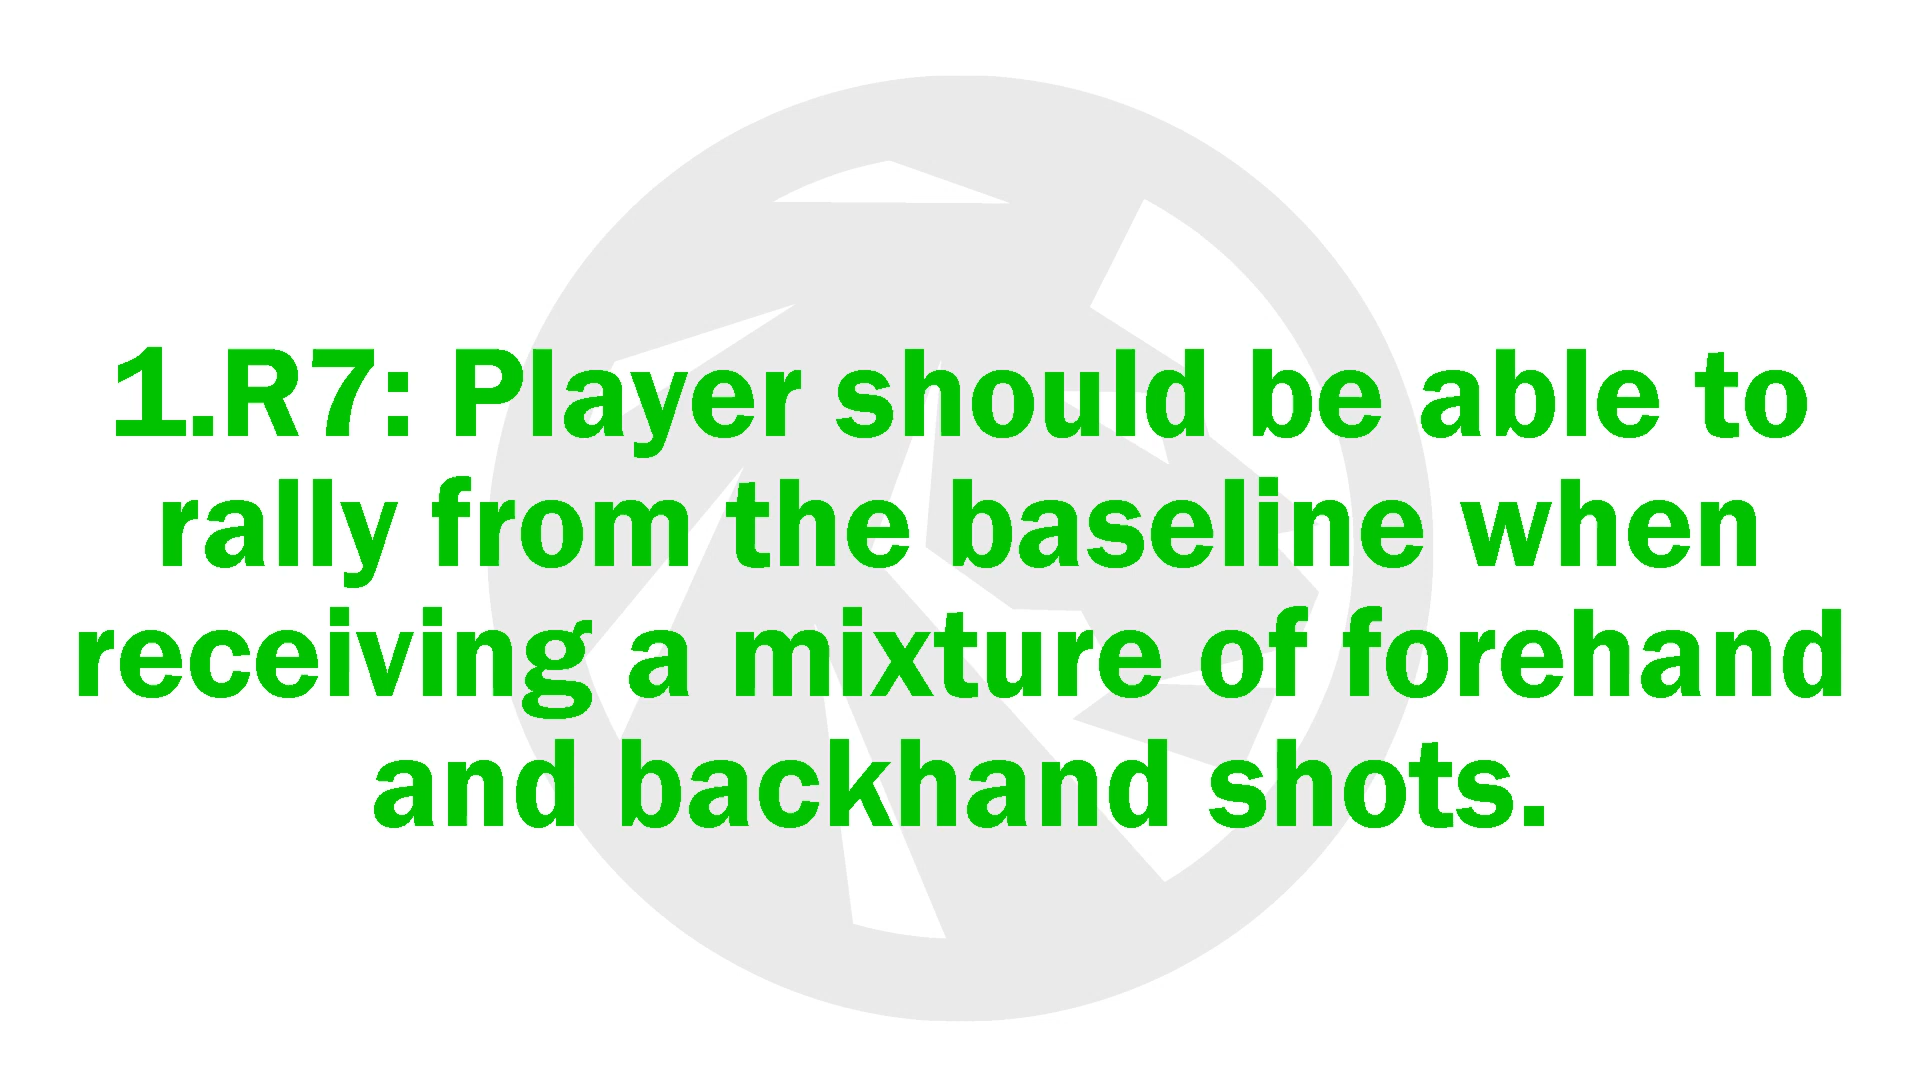 1.R7: Player should be able to
rally from the baseline when
receiving a mixture of forehand
and backhand shots.